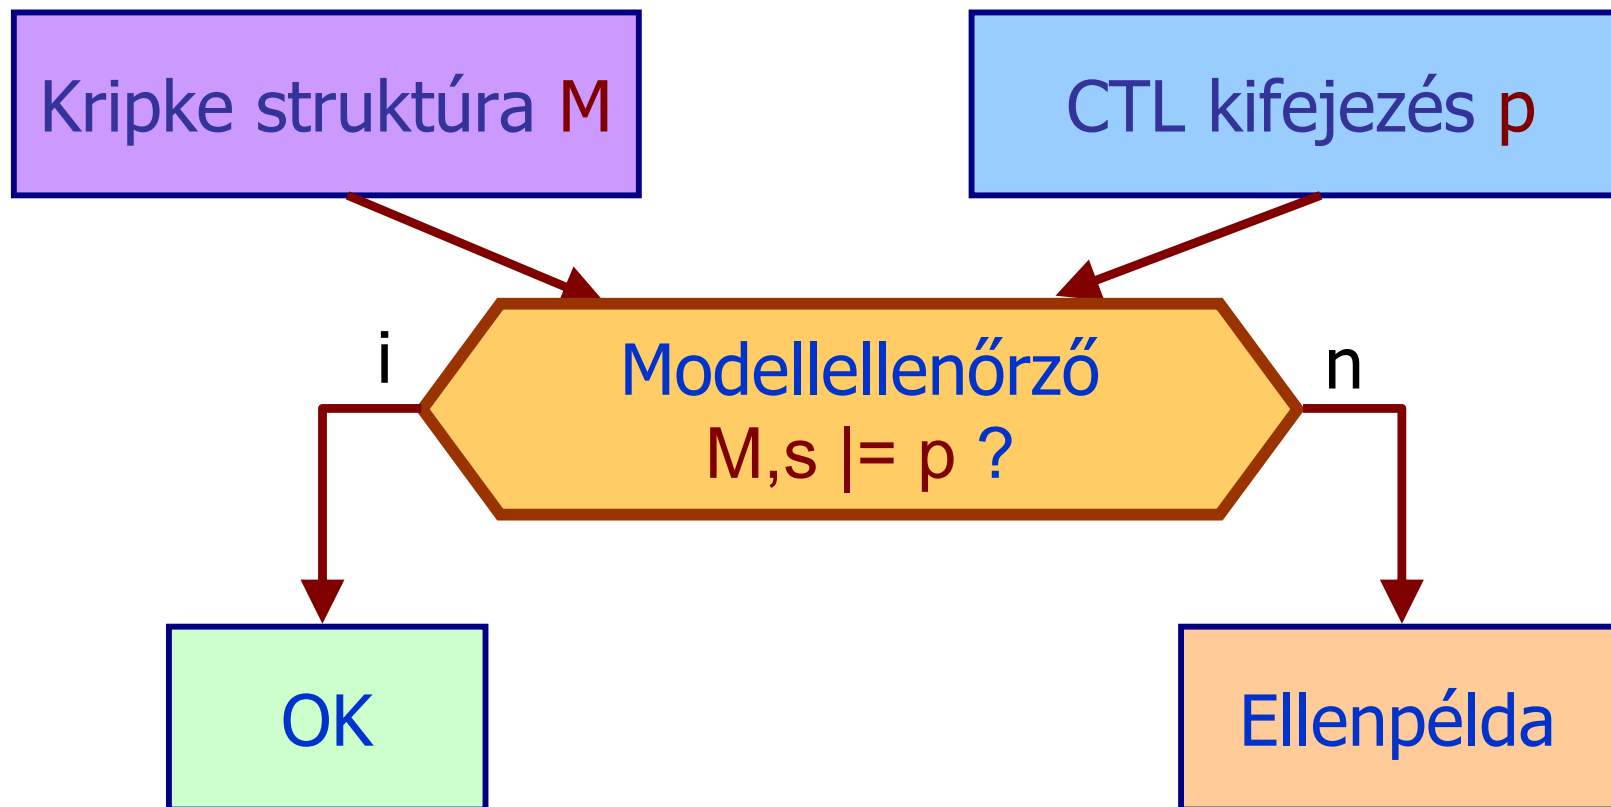 Kripke struktúra M
CTL kifejezés p
i
Modellellenőrző
M,s |= p ?
n
OK
Ellenpélda